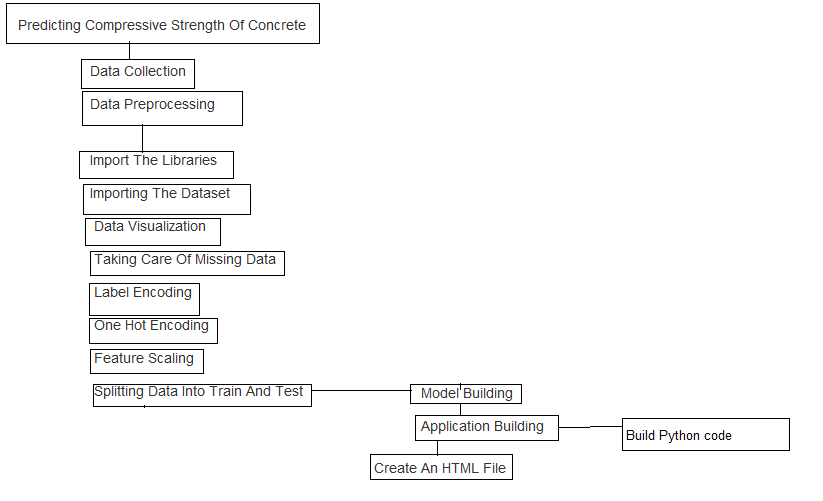 Predicting Compressive Strength Of Concrete
Data Collection
Data Preprocessing
Import The Libraries
Importing The Dataset
Data Visualization
Taking Care Of Missing Data
Label Encoding
One Hot Encoding
Feature Scaling
Splitting Data Into Train And Test
Model Building
Application Building
Build Python code
Create An HTML File